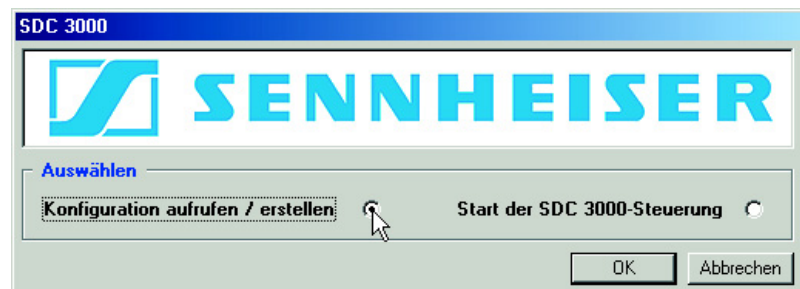 SDC 3000
SENNHEISER
Auswählen
Konfiguration aufrufen / erstellen Start der SDC 3000-Steuerung
OK Abbrechen